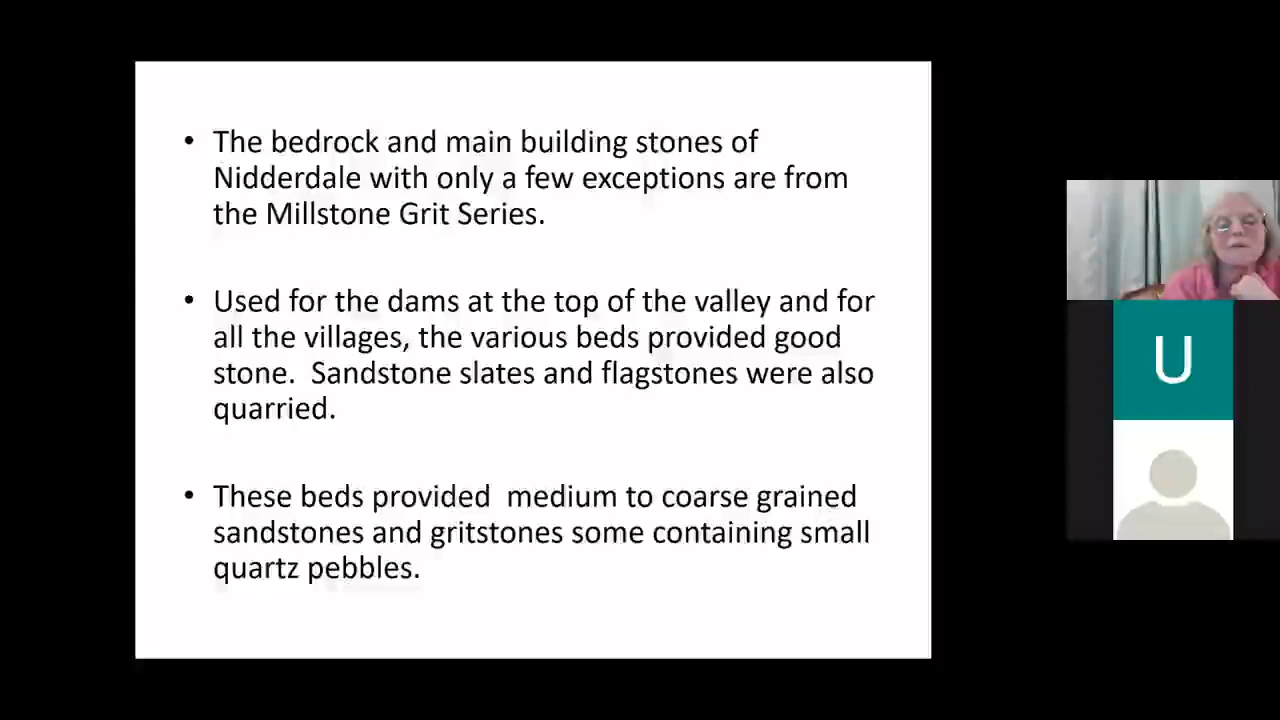 • The bedrock and main building stones of
Nidderdale with only a few exceptions are from
the Millstone Grit Series.
• Used for the dams at the top of the valley and for
all the villages, the various beds provided good
stone.  Sandstone slates and flagstones were also
quarried.
• These beds provided  medium to coarse grained
sandstones and gritstones some containing small
quartz pebbles.
U